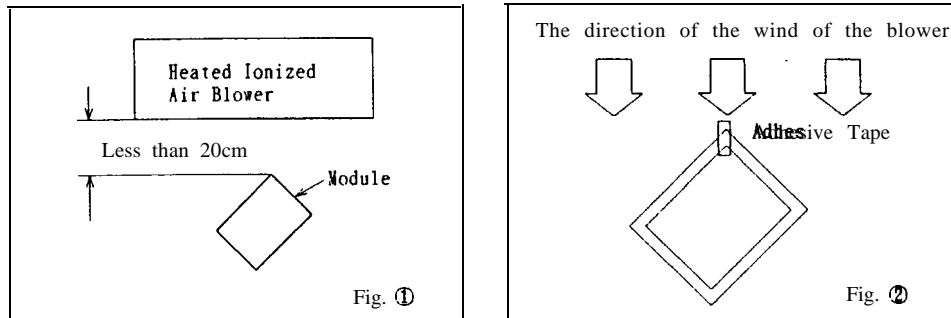 Heated Ionized
Air Blower
Less than 20cm
Module
Fig. ①
The direction of the wind of the blower
Adhesive Tape
Fig. ②